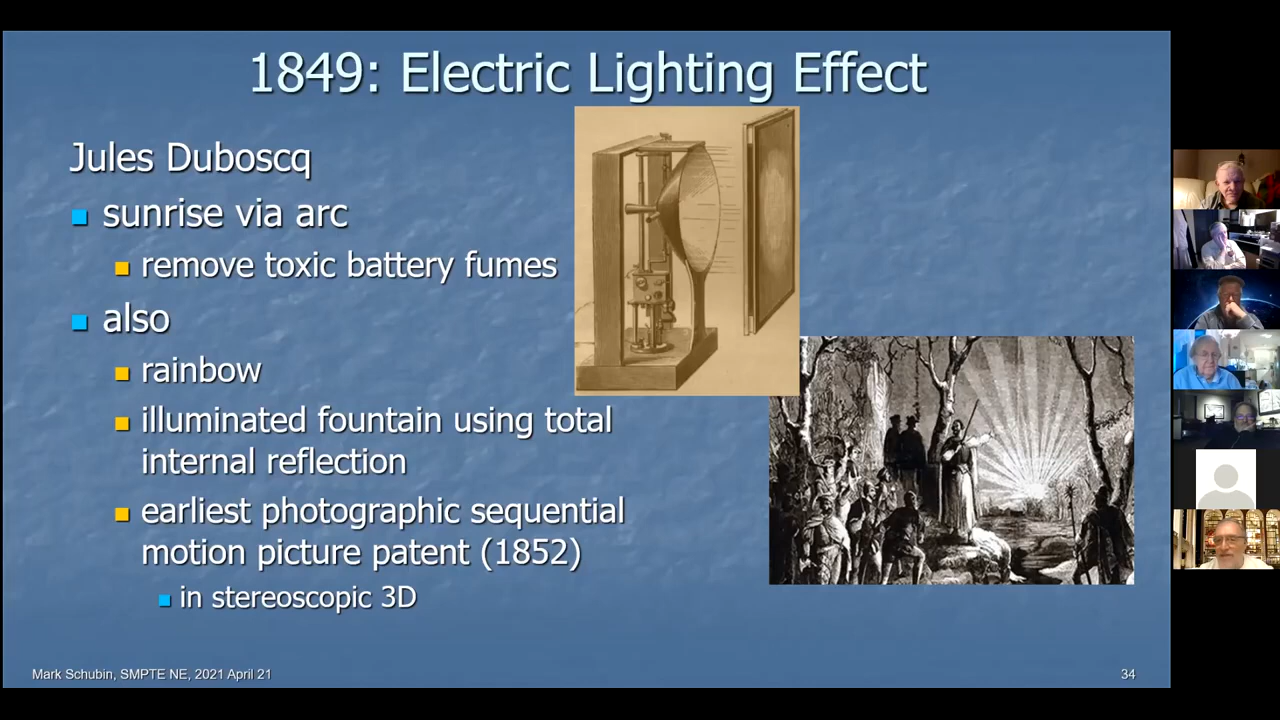 1849: Electric Lighting Effect
Jules Duboscq
sunrise via arc
remove toxic battery fumes
also
rainbow
illuminated fountain using total
internal reflection
earliest photographic sequential
motion picture patent (1852)
in stereoscopic 3D
Mark Schubin, SMPTE NE, 2021 April 21
34